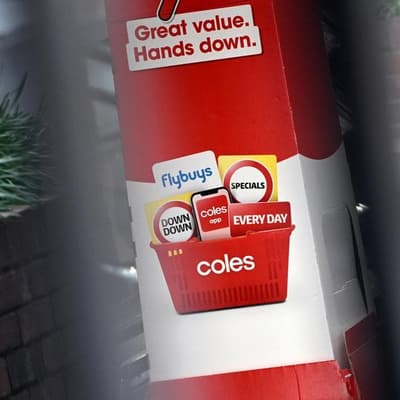 Great value.
Hands down.
flybuys
SPECIALS
DOWN
DOWN
coles
app
EVERY DAY
coles